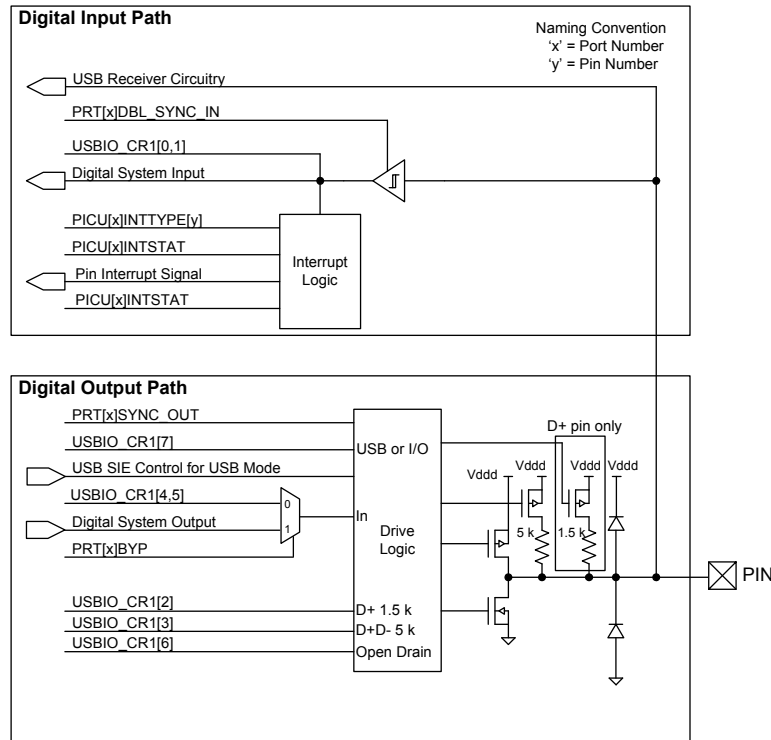 Digital Input Path
Naming Convention
'x' = Port Number
'y' = Pin Number
USB Receiver Circuitry
PRT[x]DBL_SYNC_IN
USBIO_CR1[0,1]
Digital System Input
PICU[x]INTTYPE[y]
PICU[x]INTSTAT
Pin Interrupt Signal
PICU[x]INTSTAT
Interrupt
Logic
Digital Output Path
PRT[x]SYNC_OUT
USBIO_CR1[7]
USB SIE Control for USB Mode
USBIO_CR1[4,5]
Digital System Output
PRT[x]BYP
0
1
USBIO_CR1[2]
USBIO_CR1[3]
USBIO_CR1[6]
USB or I/O
In
Drive
Logic
D+ 1.5 k
D+D- 5 k
Open Drain
D+ pin only
Vddd
Vddd
Vddd
Vddd
5 k
1.5 k
PIN